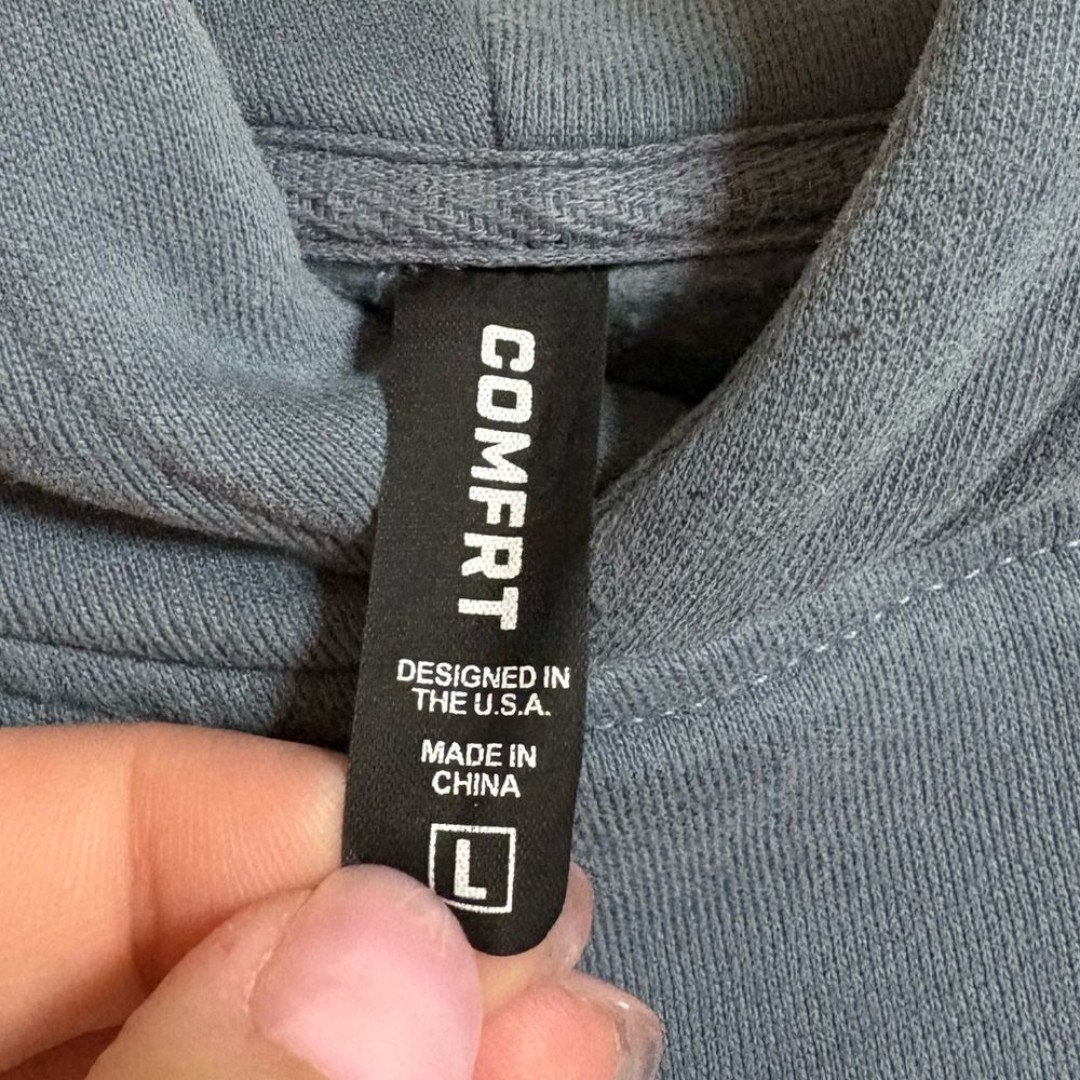 COMFRT
DESIGNED IN
THE U.S.A.
MADE IN
CHINA
L